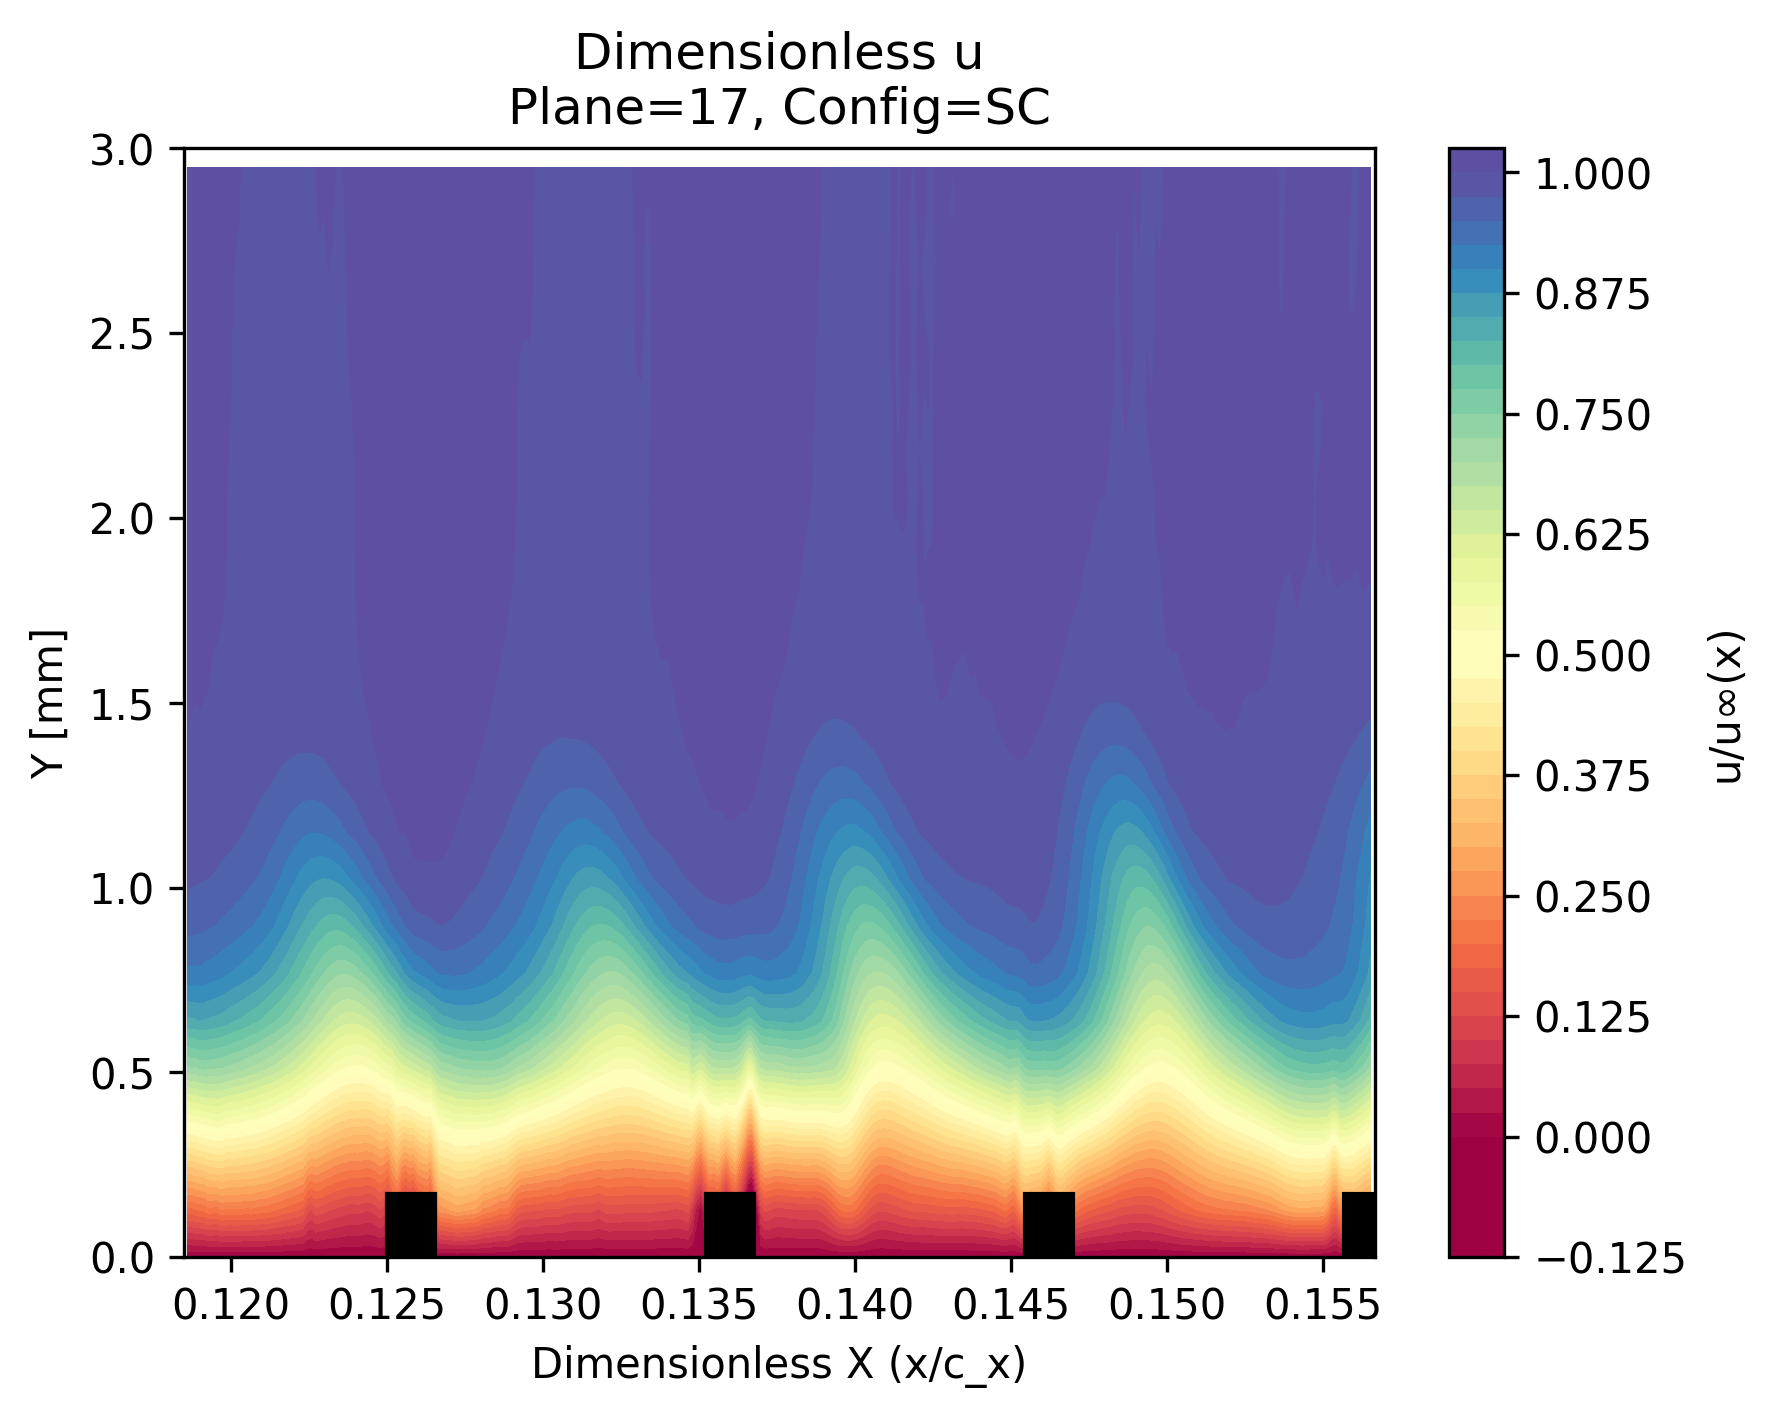 Dimensionless u
Plane=17, Config=SC
3.0
2.5
2.0
1.5
1.0
0.5
0.0
Y [mm]
0.120 0.125 0.130 0.135 0.140 0.145 0.150 0.155
Dimensionless X (x/c_x)
1.000
0.875
0.750
0.625
0.500
0.375
0.250
0.125
0.000
−0.125
u/u∞(x)